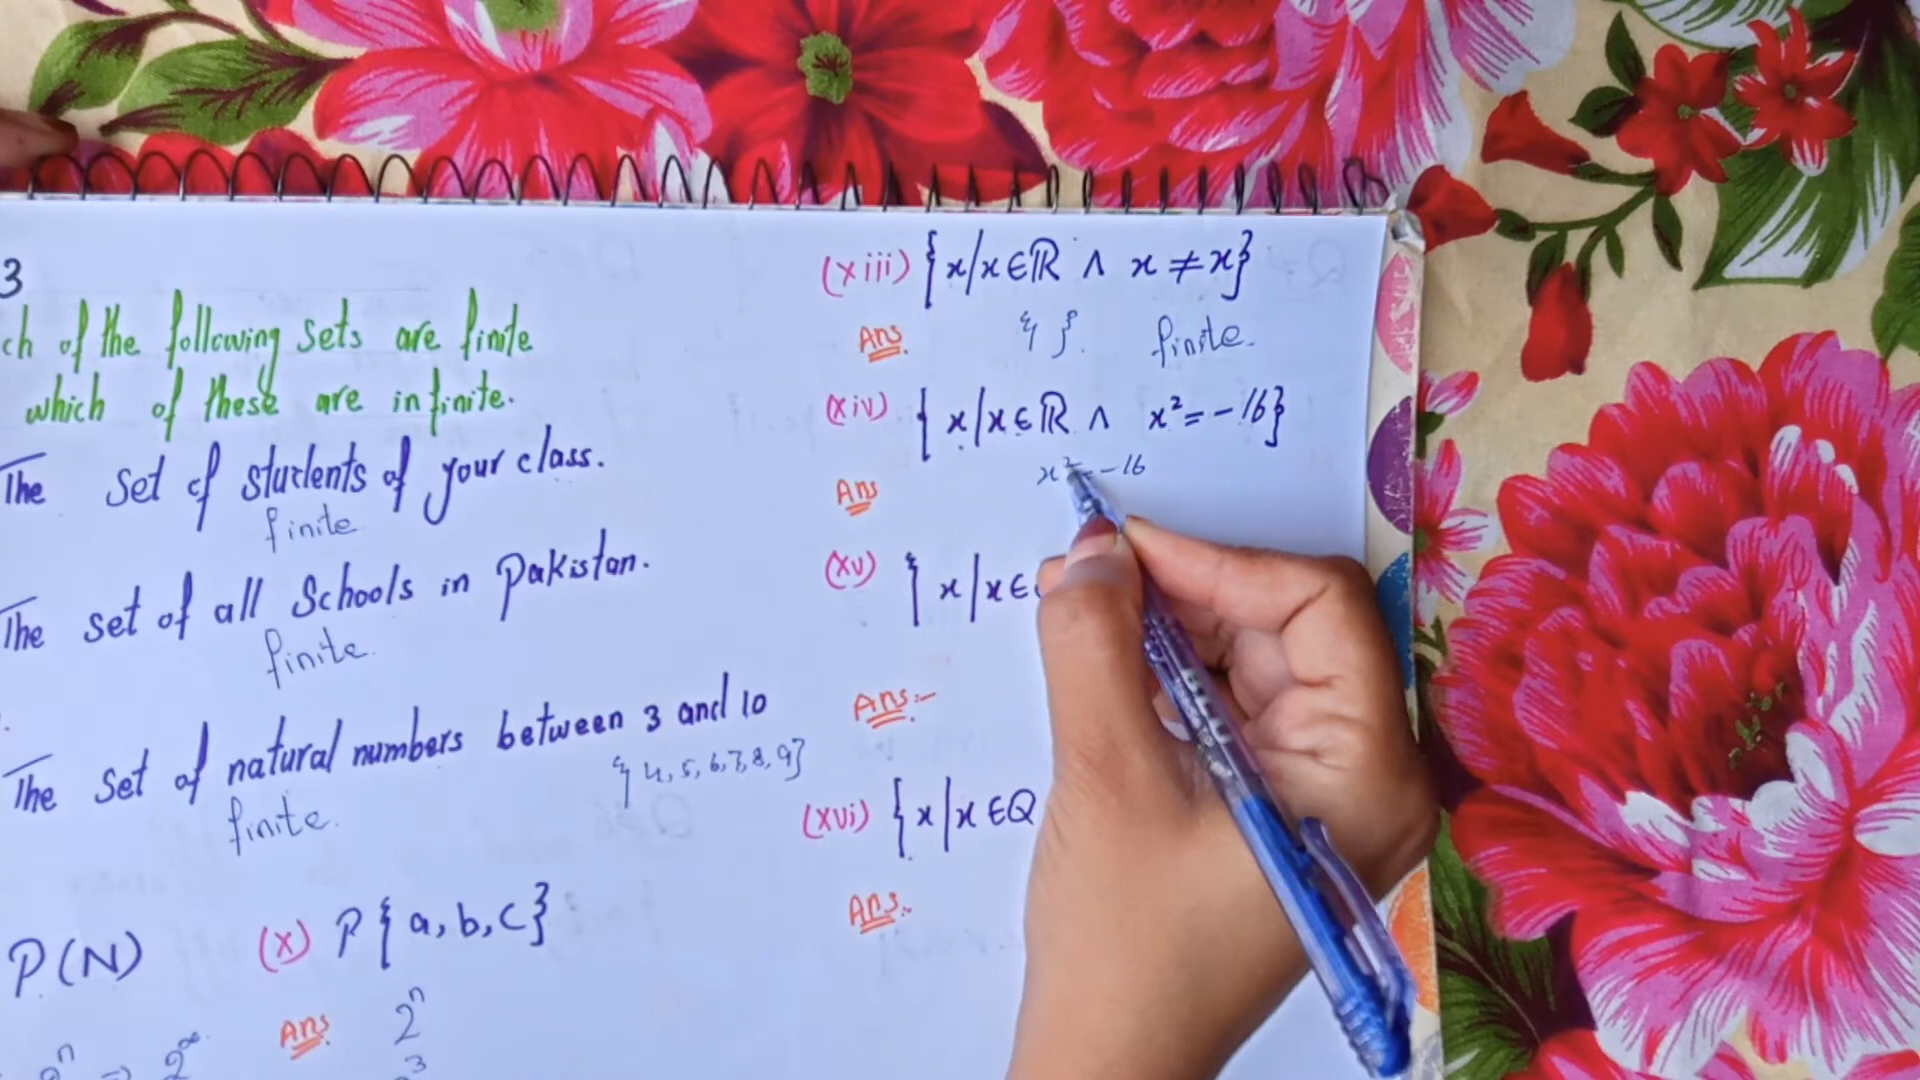 3
ch of the following sets are finite
which of these are infinite.
The set of students of your class.
finite
The set of all Schools in pakistan.
finite.
The set of natural numbers between 3 and 10
{4, 5, 6, 7, 8, 9}
finite.
P(N)
(x) P{a, b, c}
Ans 2ⁿ
2ⁿ => 2^∞
3
(xiii) {x/x ∈ ℝ ∧ x ≠ x}
Ans. { }. finite.
(xiv) {x/x ∈ ℝ ∧ x² = -16}
x² = -16
Ans
(xv) {x/x ∈
Ans:-
(xvi) {x/x ∈ Q
Ans:-